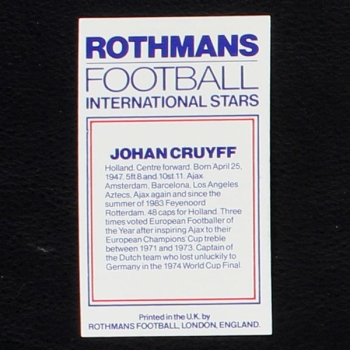 ROTHMANS
FOOTBALL
INTERNATIONAL STARS
JOHAN CRUYFF
Holland. Centre forward. Born April 25,
1947. 5ft.8 and 10st.11. Ajax
Amsterdam, Barcelona, Los Angeles
Aztecs, Ajax again and since the
summer of 1983 Feyenoord
Rotterdam. 48 caps for Holland. Three
times voted European Footballer of
the Year after inspiring Ajax to their
European Champions' Cup treble
between 1971 and 1973. Captain of
the Dutch team who lost unluckily to
Germany in the 1974 World Cup Final.
Printed in the U.K. by
ROTHMANS FOOTBALL, LONDON, ENGLAND.